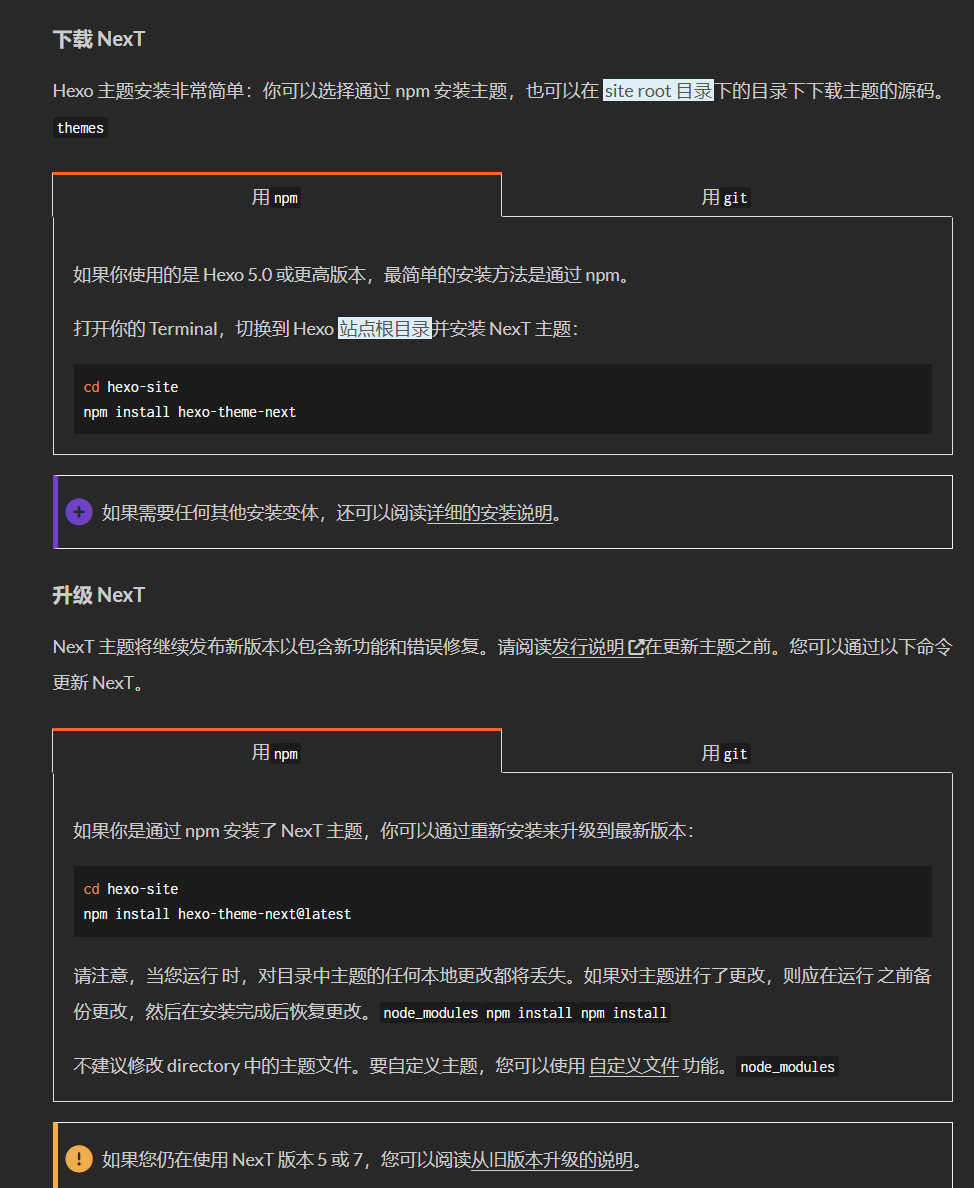 下载 NexT
Hexo 主题安装非常简单：你可以选择通过 npm 安装主题，也可以在 site root 目录下的目录下下载主题的源码。
themes
用 npm
用 git
如果你使用的是 Hexo 5.0 或更高版本，最简单的安装方法是通过 npm。
打开你的 Terminal，切换到 Hexo 站点根目录并安装 NexT 主题：
cd hexo-site
npm install hexo-theme-next
如果需要任何其他安装变体，还可以阅读详细的安装说明。
升级 NexT
NexT 主题将继续发布新版本以包含新功能和错误修复。请阅读发行说明在更新主题之前。您可以通过以下命令
更新 NexT。
用 npm
用 git
如果你是通过 npm 安装了 NexT 主题，你可以通过重新安装来升级到最新版本：
cd hexo-site
npm install hexo-theme-next@latest
请注意，当您运行 时，对目录中主题的任何本地更改都将丢失。如果对主题进行了更改，则应在运行 之前备
份更改，然后在安装完成后恢复更改。 node_modules npm install npm install
不建议修改 directory 中的主题文件。要自定义主题，您可以使用 自定义文件 功能。 node_modules
如果您仍在使用 NexT 版本 5 或 7，您可以阅读从旧版本升级的说明。